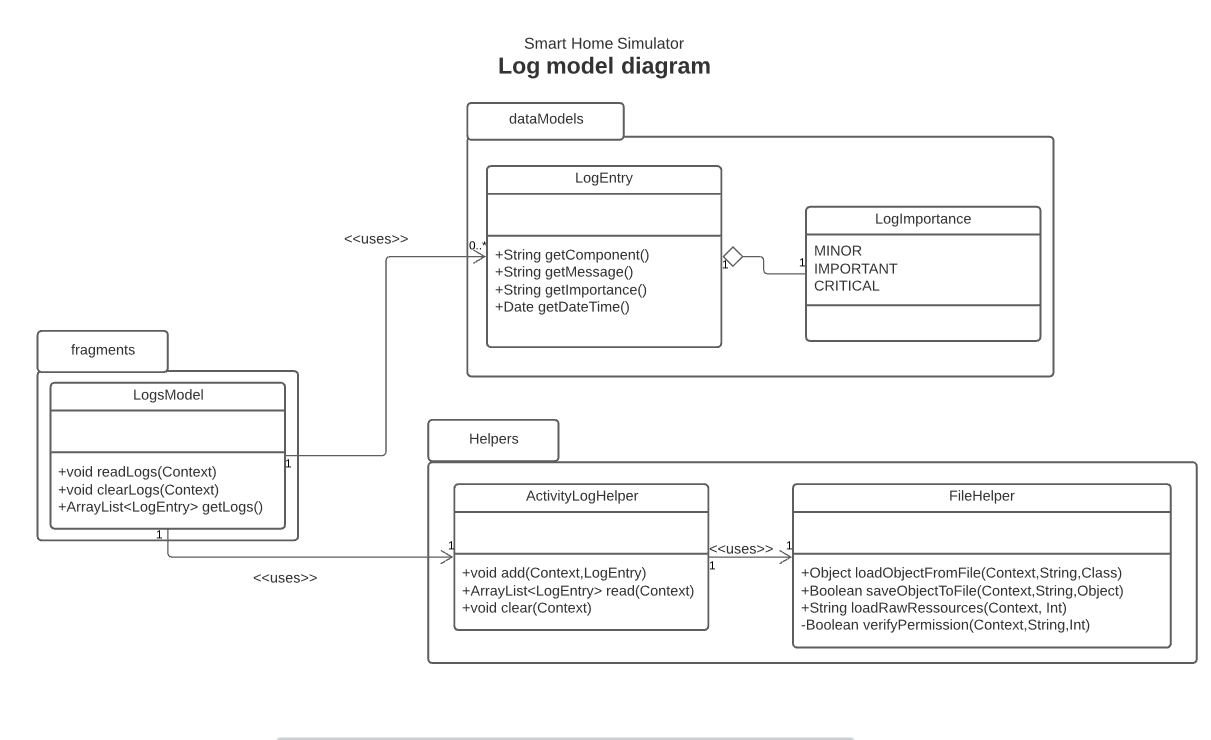 Smart Home Simulator
Log model diagram
dataModels
LogEntry
+String getComponent()
+String getMessage()
+String getImportance()
+Date getDateTime()
LogImportance
MINOR
IMPORTANT
CRITICAL
1
1
<<uses>>
0..*
fragments
LogsModel
+void readLogs(Context)
+void clearLogs(Context)
+ArrayList<LogEntry> getLogs()
1
1
<<uses>>
1
Helpers
ActivityLogHelper
+void add(Context,LogEntry)
+ArrayList<LogEntry> read(Context)
+void clear(Context)
<<uses>>
1
1
FileHelper
+Object loadObjectFromFile(Context,String,Class)
+Boolean saveObjectToFile(Context,String,Object)
+String loadRawRessources(Context, Int)
-Boolean verifyPermission(Context,String,Int)